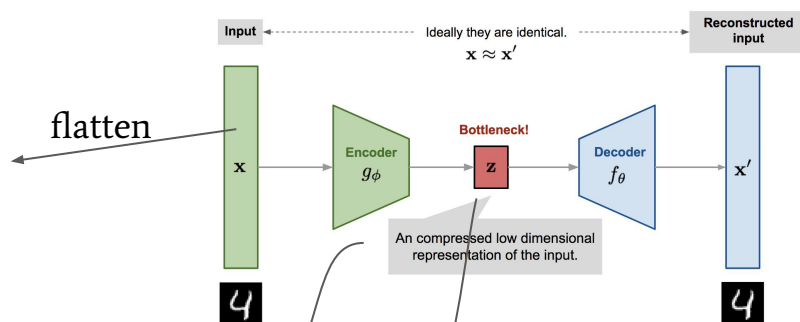 Input
Ideally they are identical.
x ≈ x′
Reconstructed
input
flatten
Bottleneck!
x
Encoder
gϕ
z
Decoder
fθ
x′
An compressed low dimensional
representation of the input.
4
4